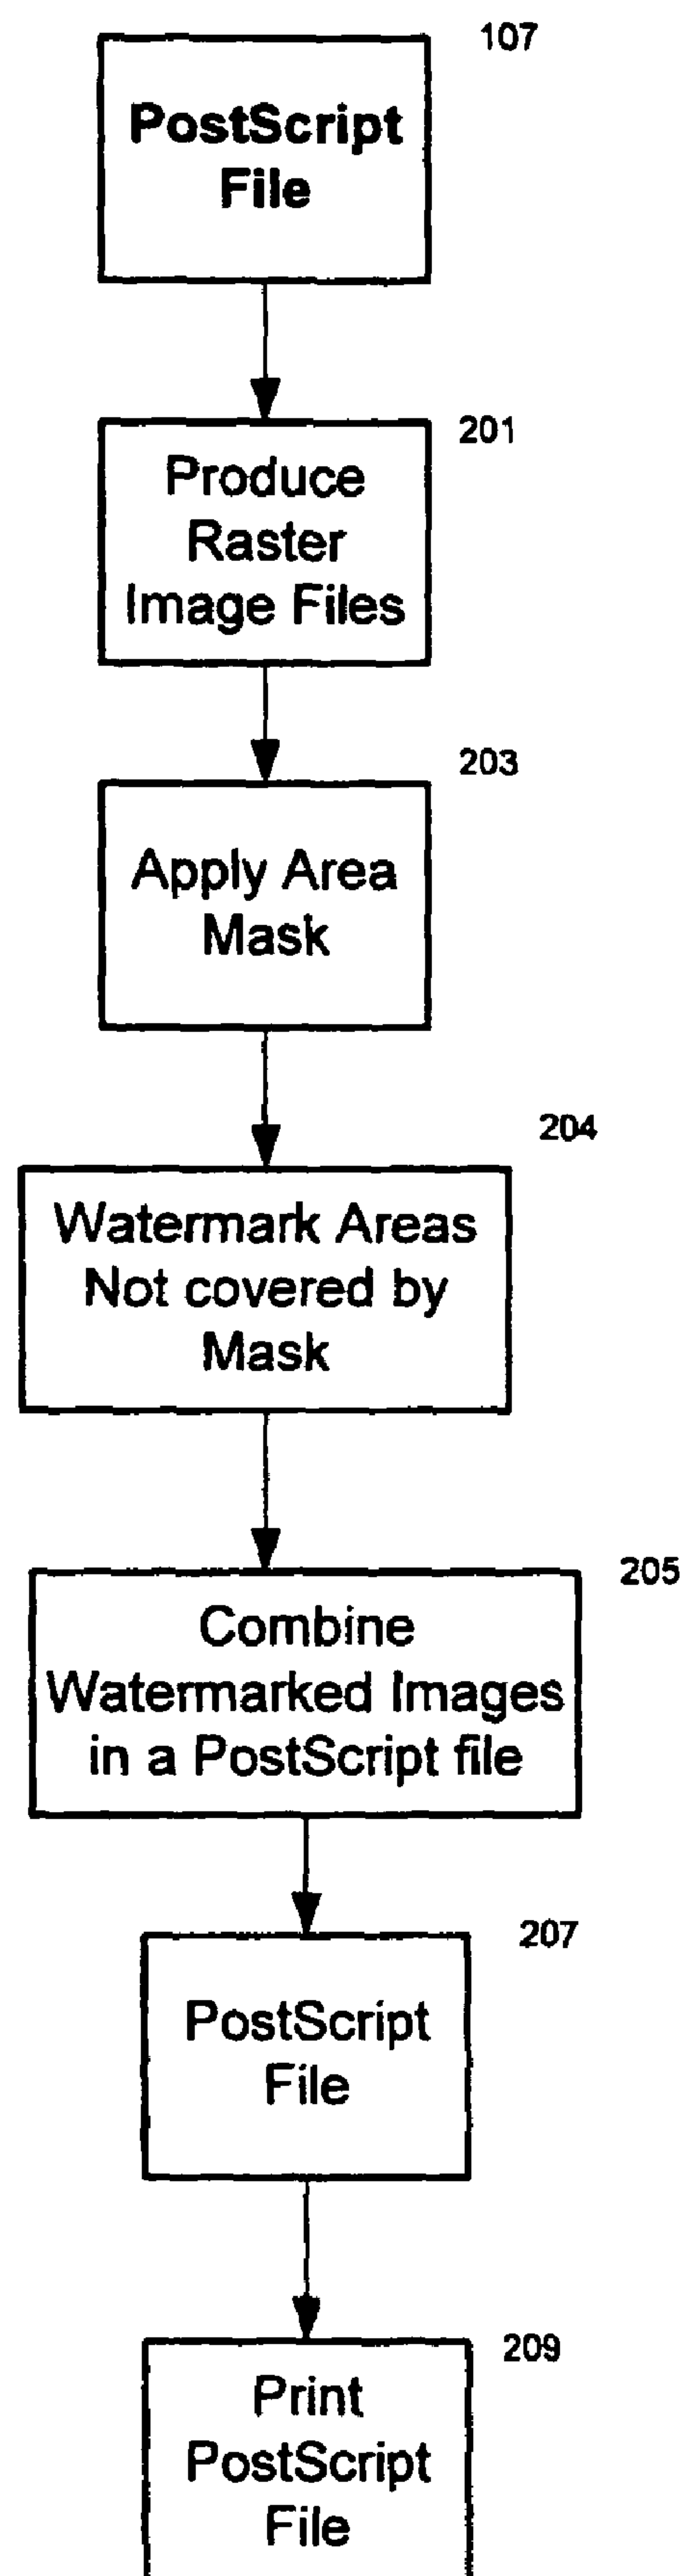 107
PostScript
File
201
Produce
Raster
Image Files
203
Apply Area
Mask
204
Watermark Areas
Not covered by
Mask
205
Combine
Watermarked Images
in a PostScript file
207
PostScript
File
209
Print
PostScript
File